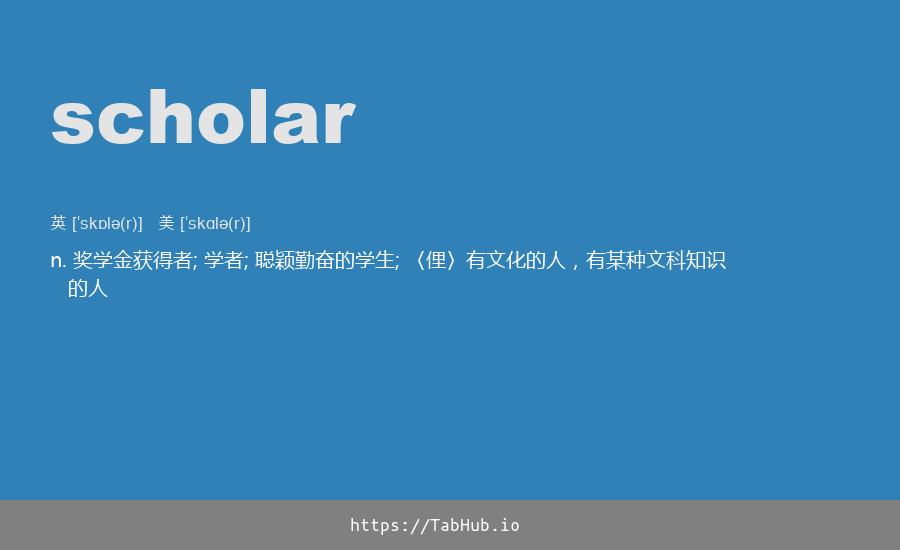 scholar
英 [ˈskɒlə(r)] 美 [ˈskɑlə(r)]
n. 奖学金获得者; 学者; 聪颖勤奋的学生; 〈俚〉有文化的人，有某种文科知识
的人
https://TabHub.io